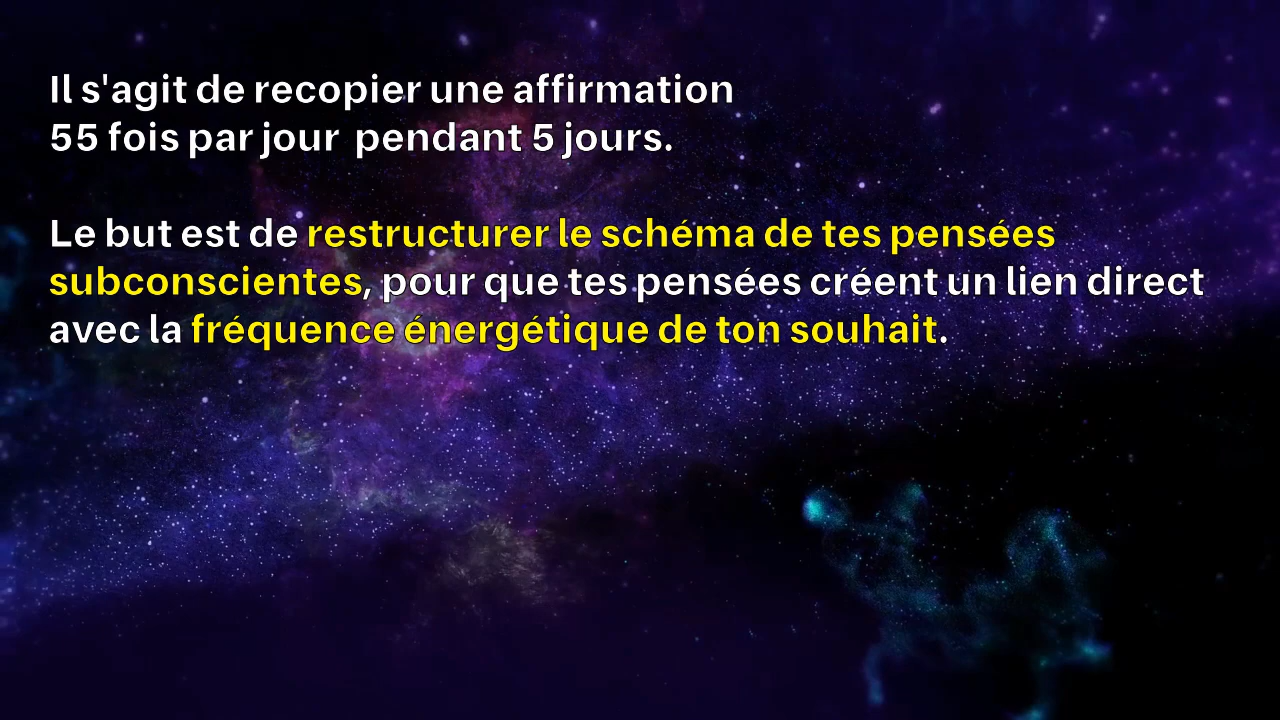 Il s'agit de recopier une affirmation
55 fois par jour  pendant 5 jours.
Le but est de restructurer le schéma de tes pensées
subconscientes, pour que tes pensées créent un lien direct
avec la fréquence énergétique de ton souhait.